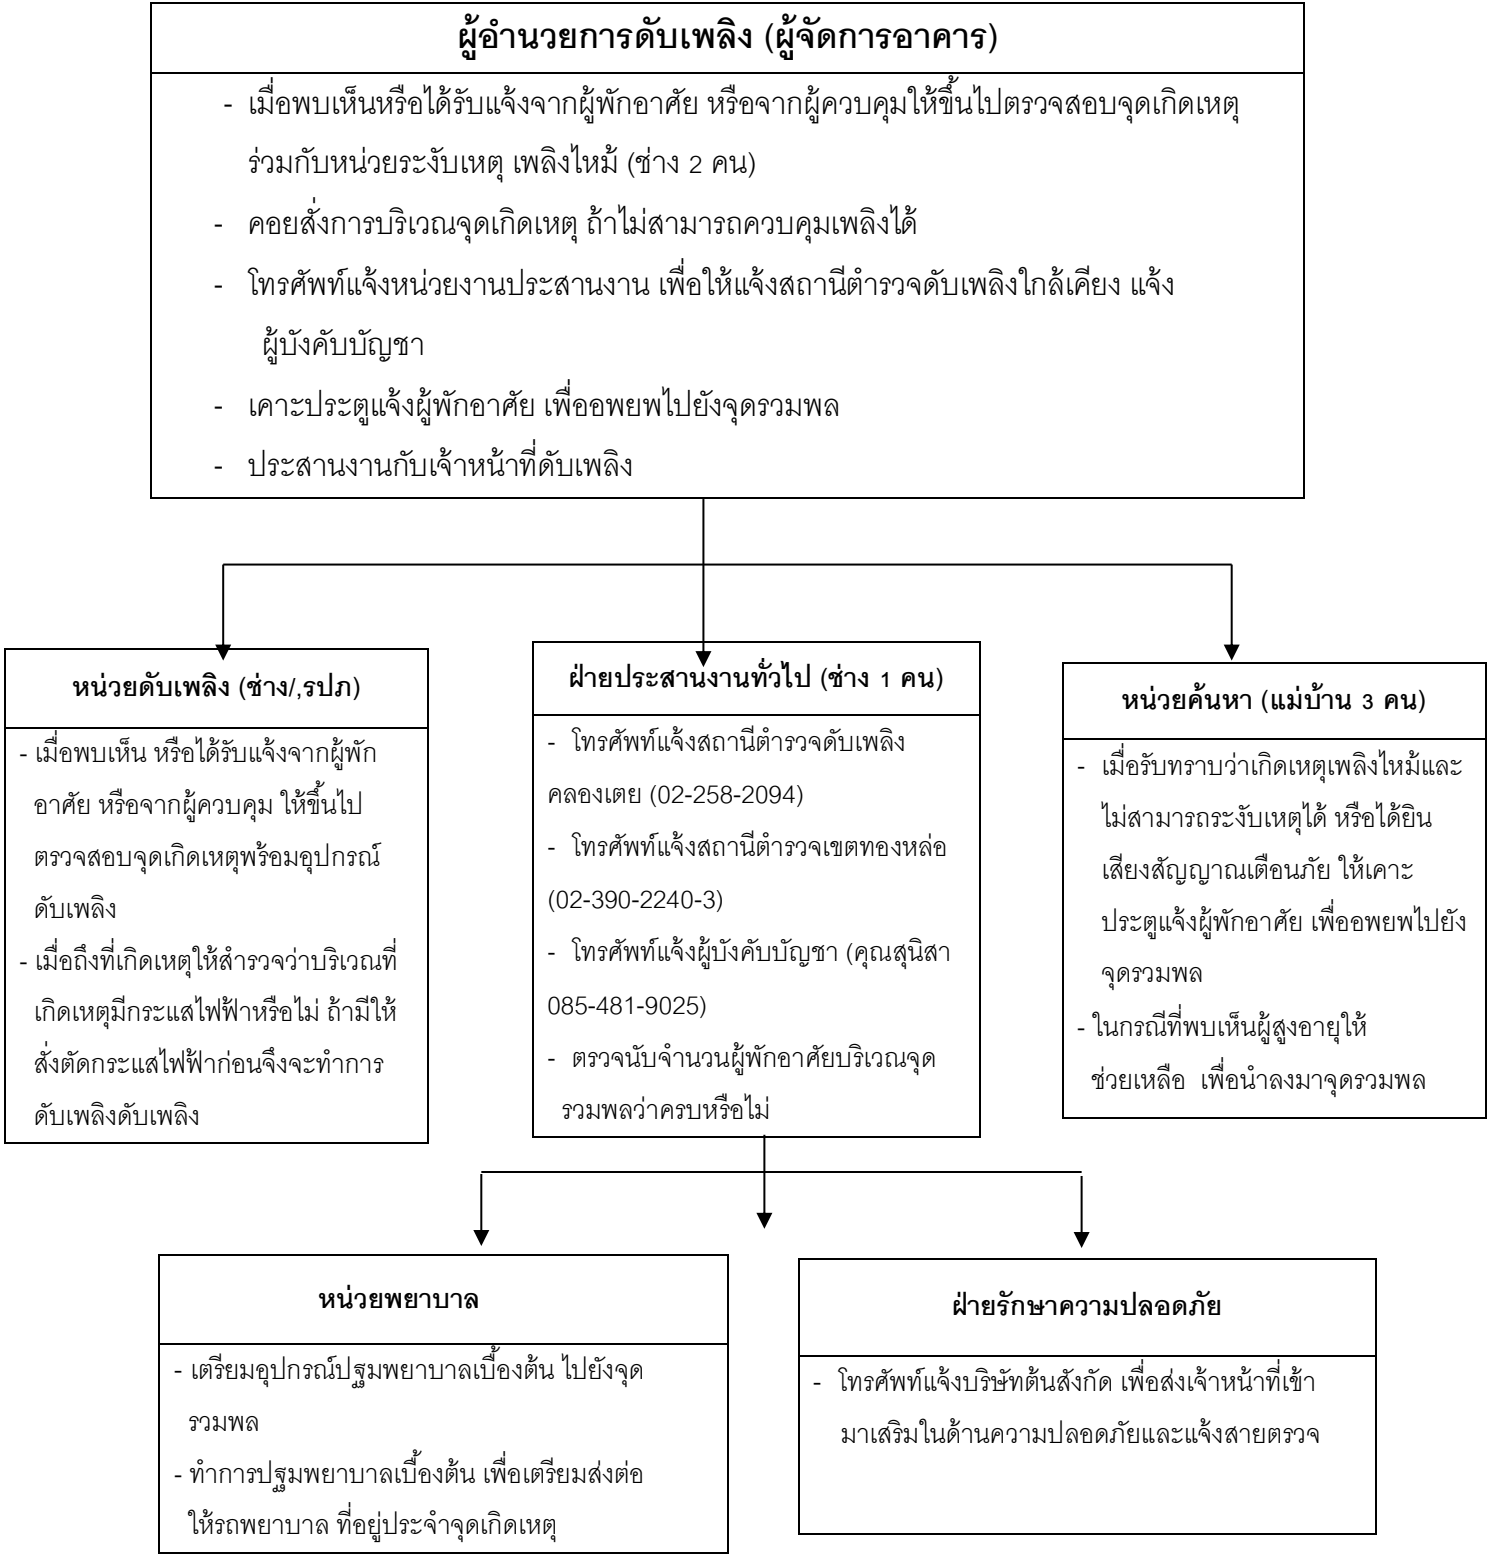 ผู้อำนวยการดับเพลิง (ผู้จัดการอาคาร)
- เมื่อพบเห็นหรือได้รับแจ้งจากผู้พักอาศัย หรือจากผู้ควบคุมให้ขึ้นไปตรวจสอบจุดเกิดเหตุ
ร่วมกับหน่วยระงับเหตุ เพลิงไหม้ (ช่าง 2 คน)
- คอยสั่งการบริเวณจุดเกิดเหตุ ถ้าไม่สามารถควบคุมเพลิงได้
- โทรศัพท์แจ้งหน่วยงานประสานงาน เพื่อให้แจ้งสถานีตำรวจดับเพลิงใกล้เคียง แจ้ง
ผู้บังคับบัญชา
- เคาะประตูแจ้งผู้พักอาศัย เพื่ออพยพไปยังจุดรวมพล
- ประสานงานกับเจ้าหน้าที่ดับเพลิง
หน่วยดับเพลิง (ช่าง/,รปภ)
- เมื่อพบเห็น หรือได้รับแจ้งจากผู้พัก
อาศัย หรือจากผู้ควบคุม ให้ขึ้นไป
ตรวจสอบจุดเกิดเหตุพร้อมอุปกรณ์
ดับเพลิง
- เมื่อถึงที่เกิดเหตุให้สำรวจว่าบริเวณที่
เกิดเหตุมีกระแสไฟฟ้าหรือไม่ ถ้ามีให้
สั่งตัดกระแสไฟฟ้าก่อนจึงจะทำการ
ดับเพลิงดับเพลิง
ฝ่ายประสานงานทั่วไป (ช่าง 1 คน)
- โทรศัพท์แจ้งสถานีตำรวจดับเพลิง
คลองเตย (02-258-2094)
- โทรศัพท์แจ้งสถานีตำรวจเขตทองหล่อ
(02-390-2240-3)
- โทรศัพท์แจ้งผู้บังคับบัญชา (คุณสุนิสา
085-481-9025)
- ตรวจนับจำนวนผู้พักอาศัยบริเวณจุด
รวมพลว่าครบหรือไม่
หน่วยค้นหา (แม่บ้าน 3 คน)
- เมื่อรับทราบว่าเกิดเหตุเพลิงไหม้และ
ไม่สามารถระงับเหตุได้ หรือได้ยิน
เสียงสัญญาณเตือนภัย ให้เคาะ
ประตูแจ้งผู้พักอาศัย เพื่ออพยพไปยัง
จุดรวมพล
- ในกรณีที่พบเห็นผู้สูงอายุให้
ช่วยเหลือ เพื่อนำลงมาจุดรวมพล
หน่วยพยาบาล
- เตรียมอุปกรณ์ปฐมพยาบาลเบื้องต้น ไปยังจุด
รวมพล
- ทำการปฐมพยาบาลเบื้องต้น เพื่อเตรียมส่งต่อ
ให้รถพยาบาล ที่อยู่ประจำจุดเกิดเหตุ
ฝ่ายรักษาความปลอดภัย
- โทรศัพท์แจ้งบริษัทต้นสังกัด เพื่อส่งเจ้าหน้าที่เข้า
มาเสริมในด้านความปลอดภัยและแจ้งสายตรวจ